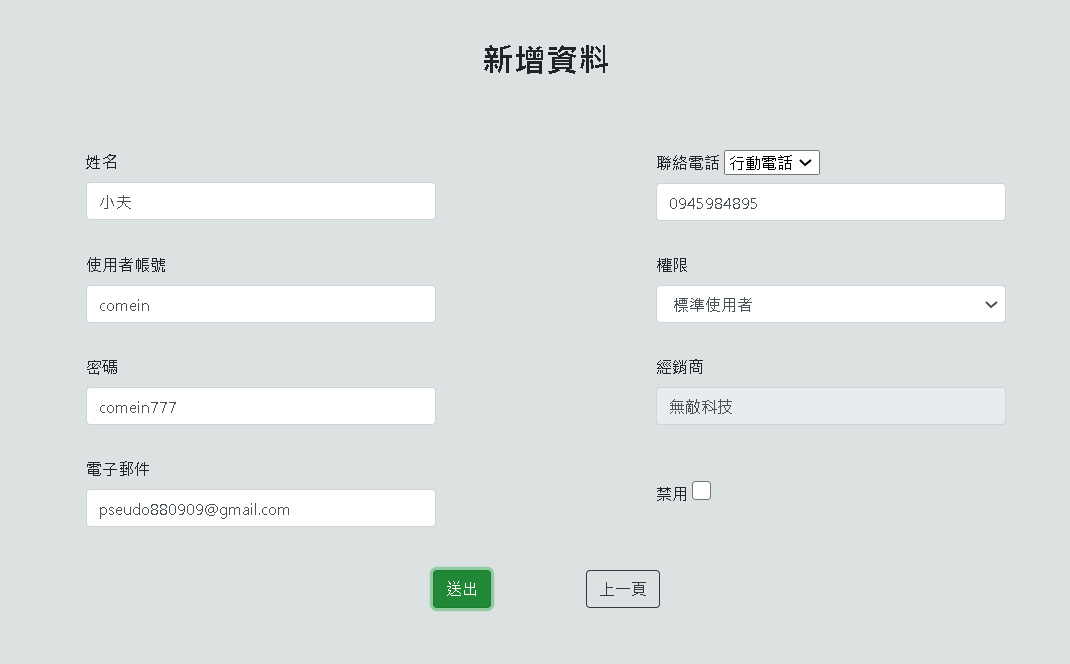 新增資料
姓名
小夫
聯絡電話 行動電話
0945984895
使用者帳號
comein
權限
標準使用者
密碼
comein777
經銷商
無敵科技
電子郵件
pseudo880909@gmail.com
禁用
送出
上一頁